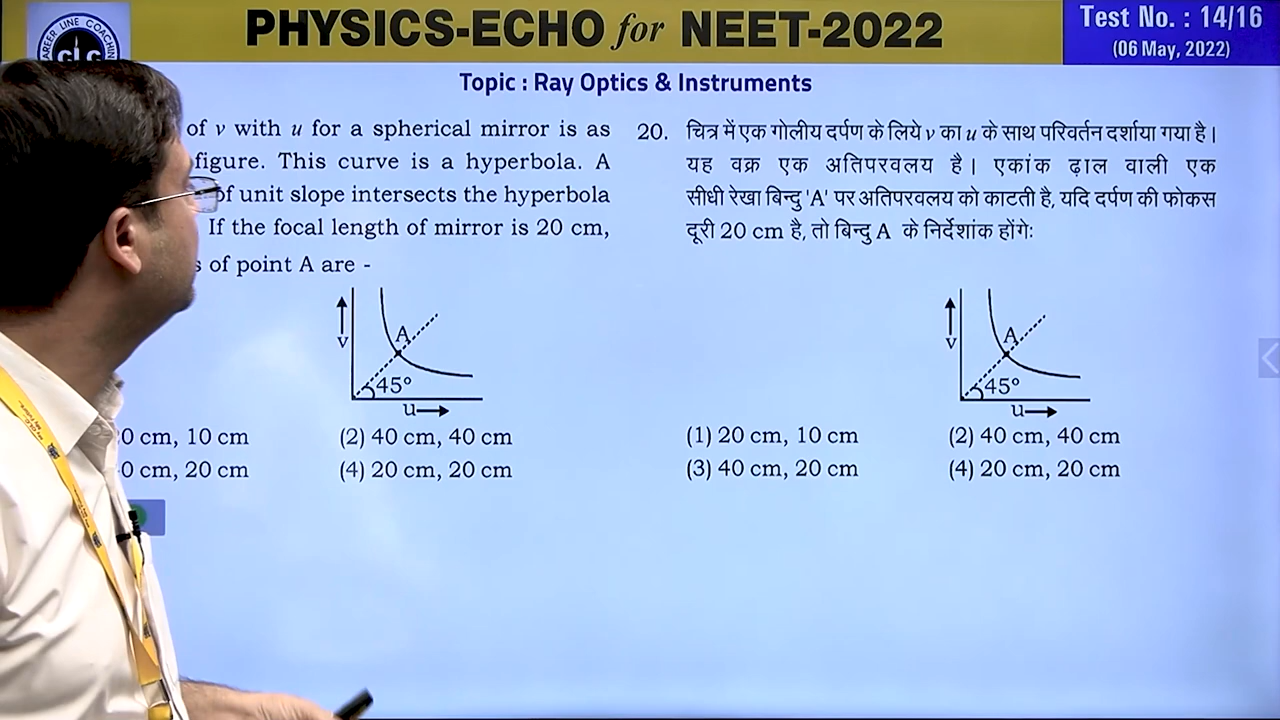 PHYSICS-ECHO for NEET-2022
Test No. : 14/16
(06 May, 2022)
LINE COACHIN
Topic : Ray Optics & Instruments
of v with u for a spherical mirror is as
figure. This curve is a hyperbola. A
of unit slope intersects the hyperbola
If the focal length of mirror is 20 cm,
s of point A are -
v
A
45°
u
0 cm, 10 cm
(2) 40 cm, 40 cm
0 cm, 20 cm
(4) 20 cm, 20 cm
20. चित्र में एक गोलीय दर्पण के लिये v का u के साथ परिवर्तन दर्शाया गया है।
यह वक्र एक अतिपरवलय है। एकांक ढ़ाल वाली एक
सीधी रेखा बिन्दु 'A' पर अतिपरवलय को काटती है, यदि दर्पण की फोकस
दूरी 20 cm है, तो बिन्दु A के निर्देशांक होंगेः
v
A
45°
u
(1) 20 cm, 10 cm
(2) 40 cm, 40 cm
(3) 40 cm, 20 cm
(4) 20 cm, 20 cm